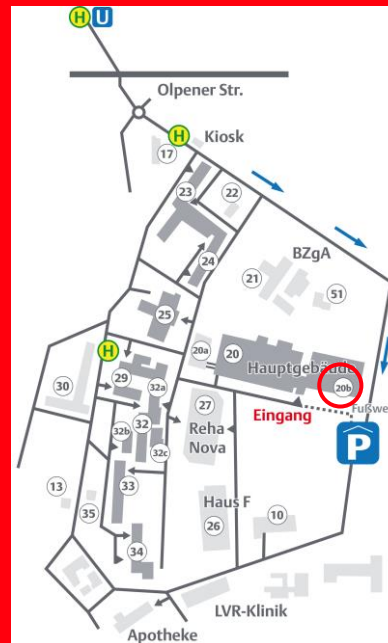 H U
Olpener Str.
H
Kiosk
17
23
22
24
BZgA
21
51
25
20a
20
Hauptgebäude
20b
H
29
32a
30
27
Eingang
Fußwe
P
Reha
Nova
32b
32
32c
33
13
35
Haus F
26
10
34
LVR-Klinik
Apotheke